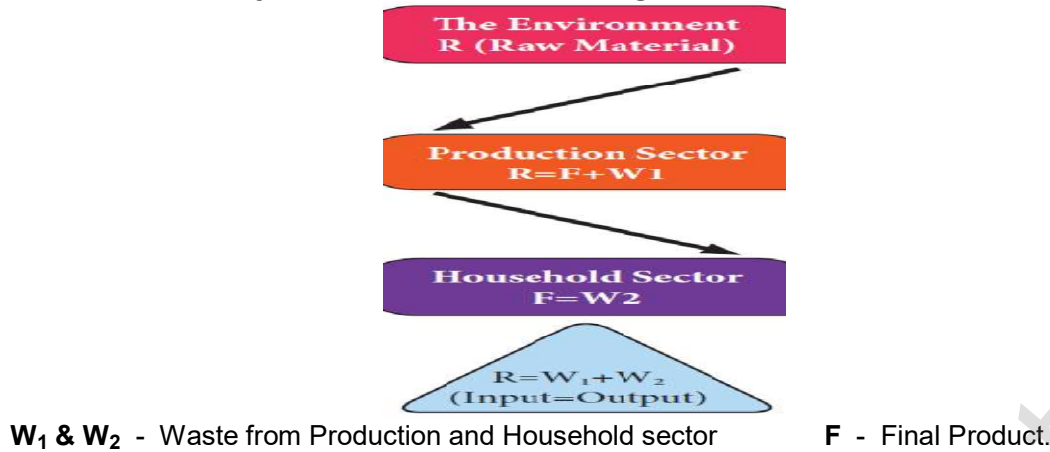 The Environment
R (Raw Material)
Production Sector
R=F+W1
Household Sector
F=W2
R=W₁+W₂
(Input=Output)
W₁ & W₂ - Waste from Production and Household sector F - Final Product.